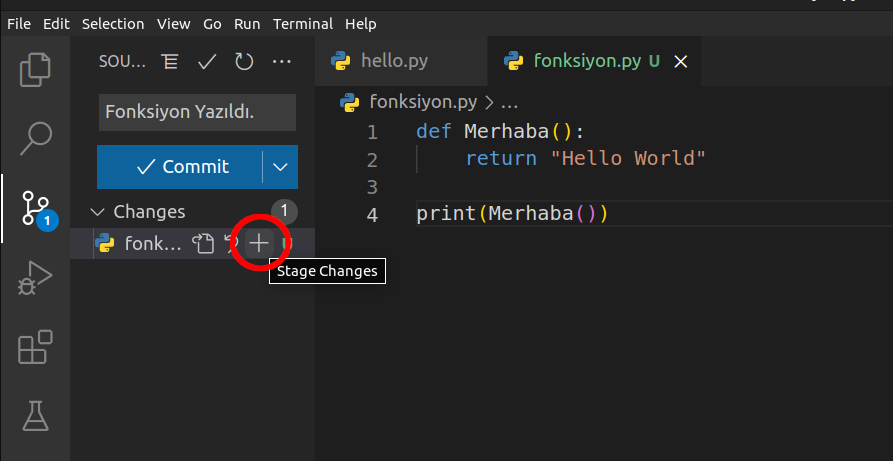 File Edit Selection View Go Run Terminal Help
SOU...
hello.py
fonksiyon.py U
Fonksiyon Yazıldı.
Commit
Changes 1
fonk... U
Stage Changes
1
fonksiyon.py > ...
1 def Merhaba():
2 return "Hello World"
3
4 print(Merhaba())